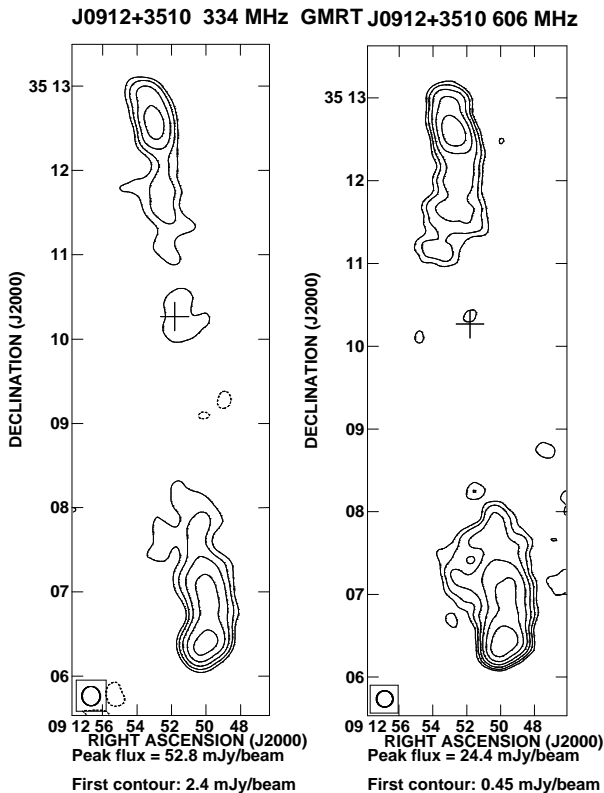 J0912+3510 334 MHz GMRT
J0912+3510 606 MHz
DECLINATION (J2000)
35 13
12
11
10
09
08
07
06
09 12 56
54
52
50
48
RIGHT ASCENSION (J2000)
Peak flux = 52.8 mJy/beam
First contour: 2.4 mJy/beam
DECLINATION (J2000)
35 13
12
11
10
09
08
07
06
09 12 56
54
52
50
48
RIGHT ASCENSION (J2000)
Peak flux = 24.4 mJy/beam
First contour: 0.45 mJy/beam